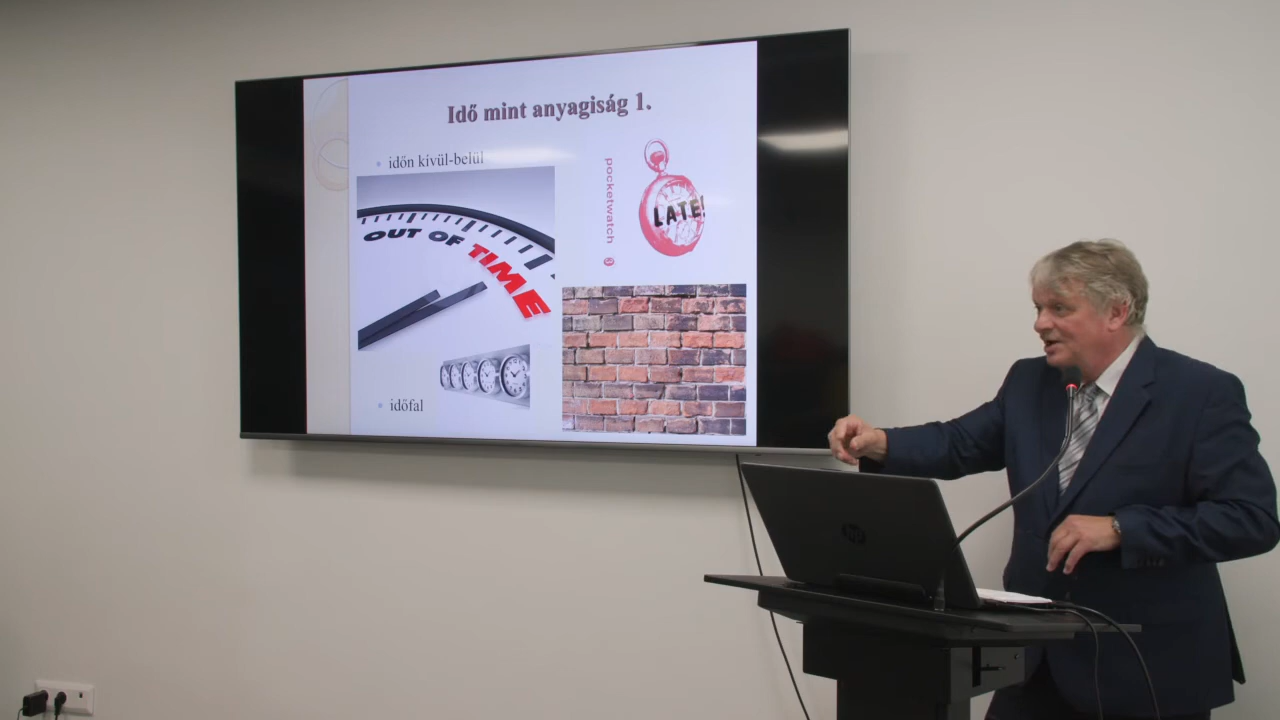 Idő mint anyagiság 1.
időn kívül-belül
OUT OF TIME
pocketwatch
LATE!
időfal
hp